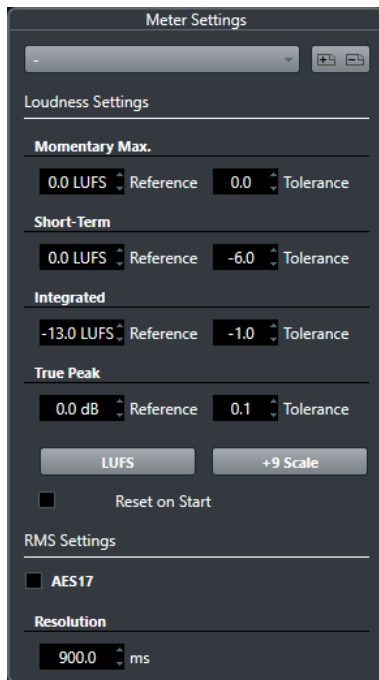 Meter Settings
-
Loudness Settings
Momentary Max.
0.0 LUFS Reference 0.0 Tolerance
Short-Term
0.0 LUFS Reference -6.0 Tolerance
Integrated
-13.0 LUFS Reference -1.0 Tolerance
True Peak
0.0 dB Reference 0.1 Tolerance
LUFS +9 Scale
Reset on Start
RMS Settings
AES17
Resolution
900.0 ms